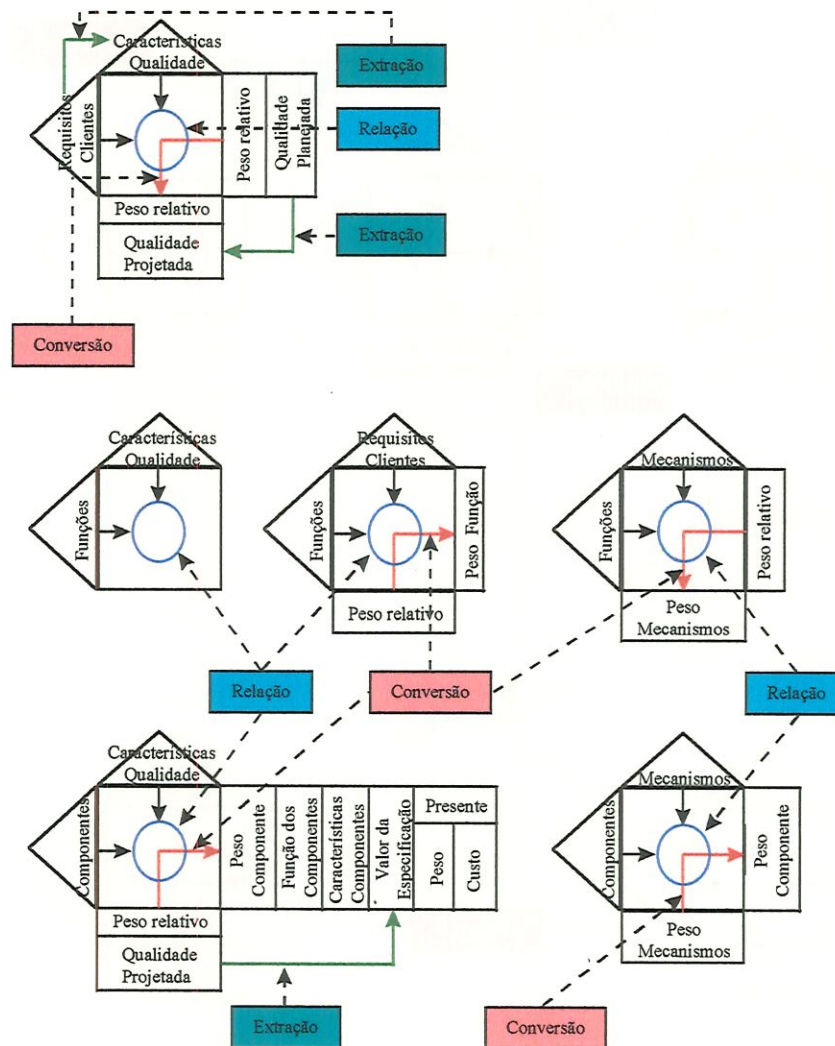 Características
Qualidade
Extração
Requisitos
Clientes
Relação
Peso relativo
Qualidade
Planejada
Peso relativo
Extração
Qualidade
Projetada
Conversão
Características
Qualidade
Funções
Requisitos
Clientes
Funções
Peso Função
Peso relativo
Mecanismos
Funções
Peso relativo
Peso
Mecanismos
Relação
Conversão
Relação
Características
Qualidade
Componentes
Peso
Componente
Função dos
Componentes
Características
Componentes
Valor da
Especificação
Presente
Peso
Custo
Peso relativo
Qualidade
Projetada
Extração
Mecanismos
Componentes
Peso
Componente
Peso
Mecanismos
Conversão